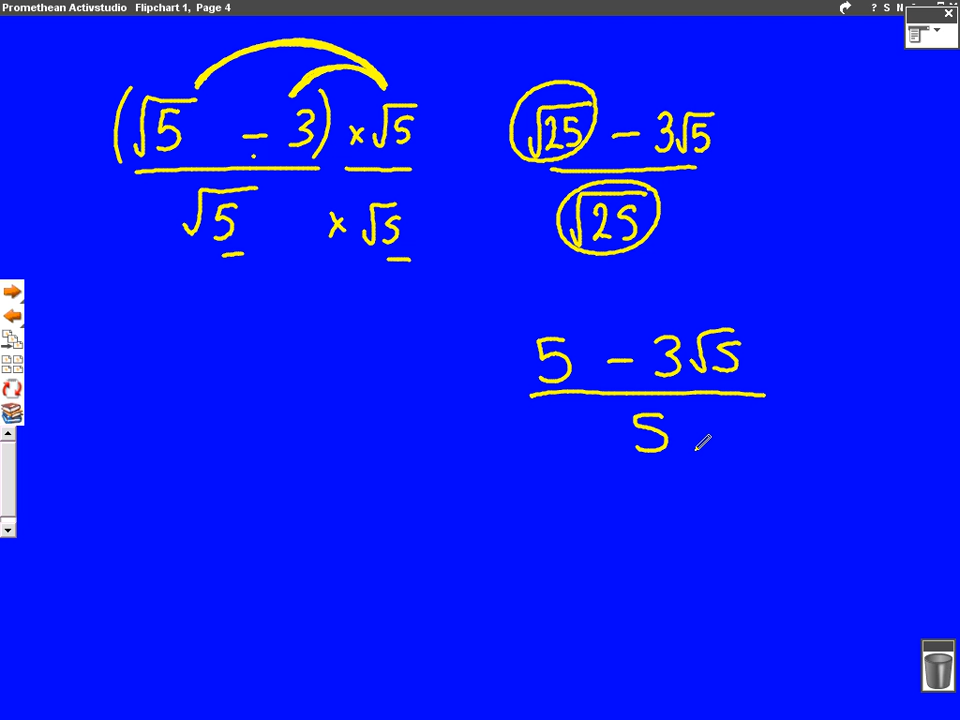 Promethean Activstudio Flipchart 1, Page 4
? S N
(√5 − 3) × √5
√5 × √5
√25 − 3√5
√25
5 − 3√5
5